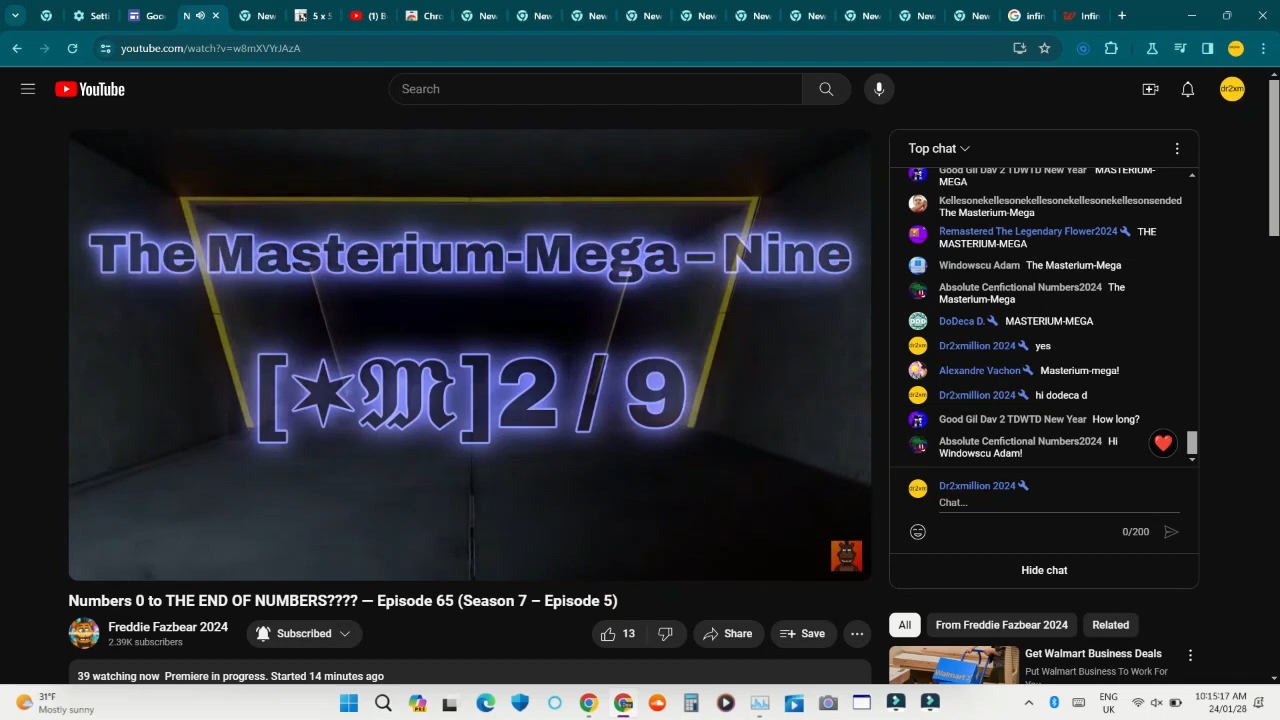 Setti
Goo
N
New
5 x 5
(1) B
Chro
New
New
New
New
New
New
New
New
New
New
infin
Infin
youtube.com/watch?v=w8mXVYrJAzA
YouTube
Search
dr2xm
The Masterium-Mega – Nine
[✶𝔐]2 / 9
Numbers 0 to THE END OF NUMBERS???? — Episode 65 (Season 7 – Episode 5)
Freddie Fazbear 2024
2.39K subscribers
Subscribed
13
Share
Save
39 watching now Premiere in progress. Started 14 minutes ago
Top chat
Good Gil Dav 2 TDWTD New Year MASTERIUM-
MEGA
Kellesonekellesonekellesonekellesonekellesonsended
The Masterium-Mega
Remastered The Legendary Flower2024 THE
MASTERIUM-MEGA
Windowscu Adam The Masterium-Mega
Absolute Cenfictional Numbers2024 The
Masterium-Mega
DoDeca D. MASTERIUM-MEGA
Dr2xmillion 2024 yes
Alexandre Vachon Masterium-mega!
Dr2xmillion 2024 hi dodeca d
Good Gil Dav 2 TDWTD New Year How long?
Absolute Cenfictional Numbers2024 Hi
Windowscu Adam!
Dr2xmillion 2024
Chat...
0/200
Hide chat
All
From Freddie Fazbear 2024
Related
Get Walmart Business Deals
Put Walmart Business To Work For
You
31°F
Mostly sunny
ENG
UK
10:15:17 AM
24/01/28